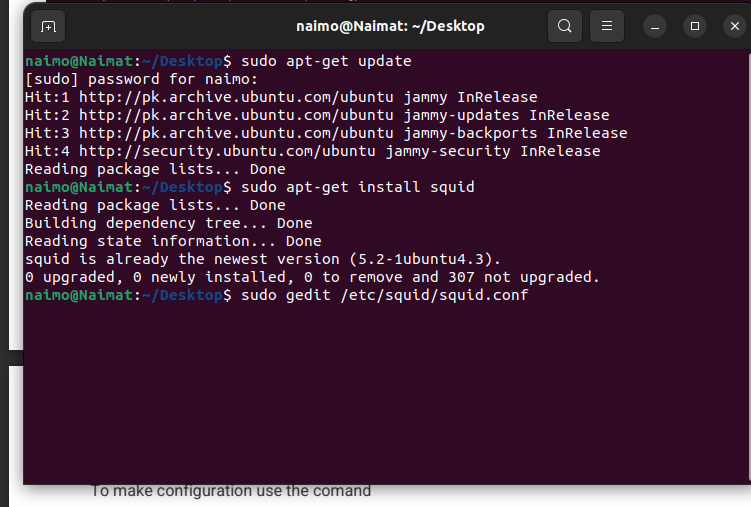 naimo@Naimat: ~/Desktop
naimo@Naimat:~/Desktop$ sudo apt-get update
[sudo] password for naimo:
Hit:1 http://pk.archive.ubuntu.com/ubuntu jammy InRelease
Hit:2 http://pk.archive.ubuntu.com/ubuntu jammy-updates InRelease
Hit:3 http://pk.archive.ubuntu.com/ubuntu jammy-backports InRelease
Hit:4 http://security.ubuntu.com/ubuntu jammy-security InRelease
Reading package lists... Done
naimo@Naimat:~/Desktop$ sudo apt-get install squid
Reading package lists... Done
Building dependency tree... Done
Reading state information... Done
squid is already the newest version (5.2-1ubuntu4.3).
0 upgraded, 0 newly installed, 0 to remove and 307 not upgraded.
naimo@Naimat:~/Desktop$ sudo gedit /etc/squid/squid.conf
To make configuration use the comand